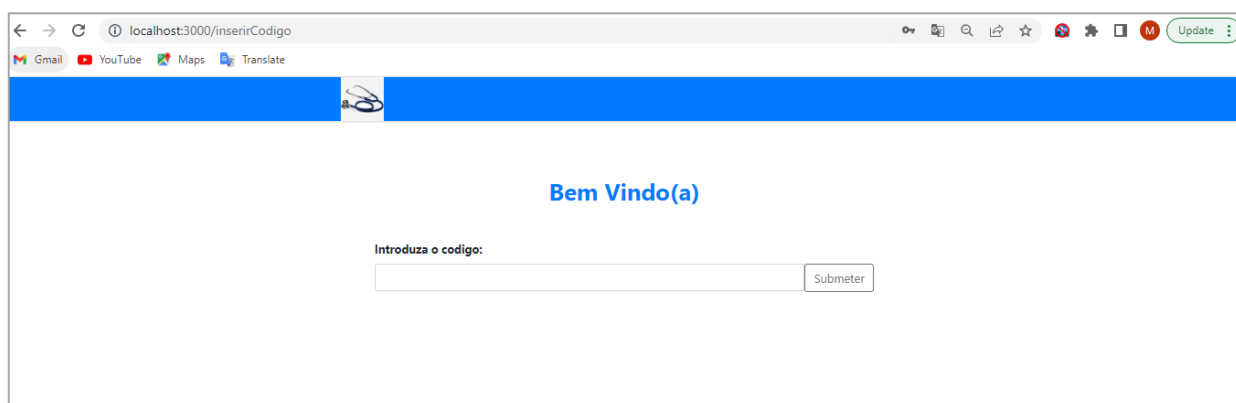 localhost:3000/inserirCodigo
M
Update
Gmail YouTube Maps Translate
Bem Vindo(a)
Introduza o codigo:
Submeter